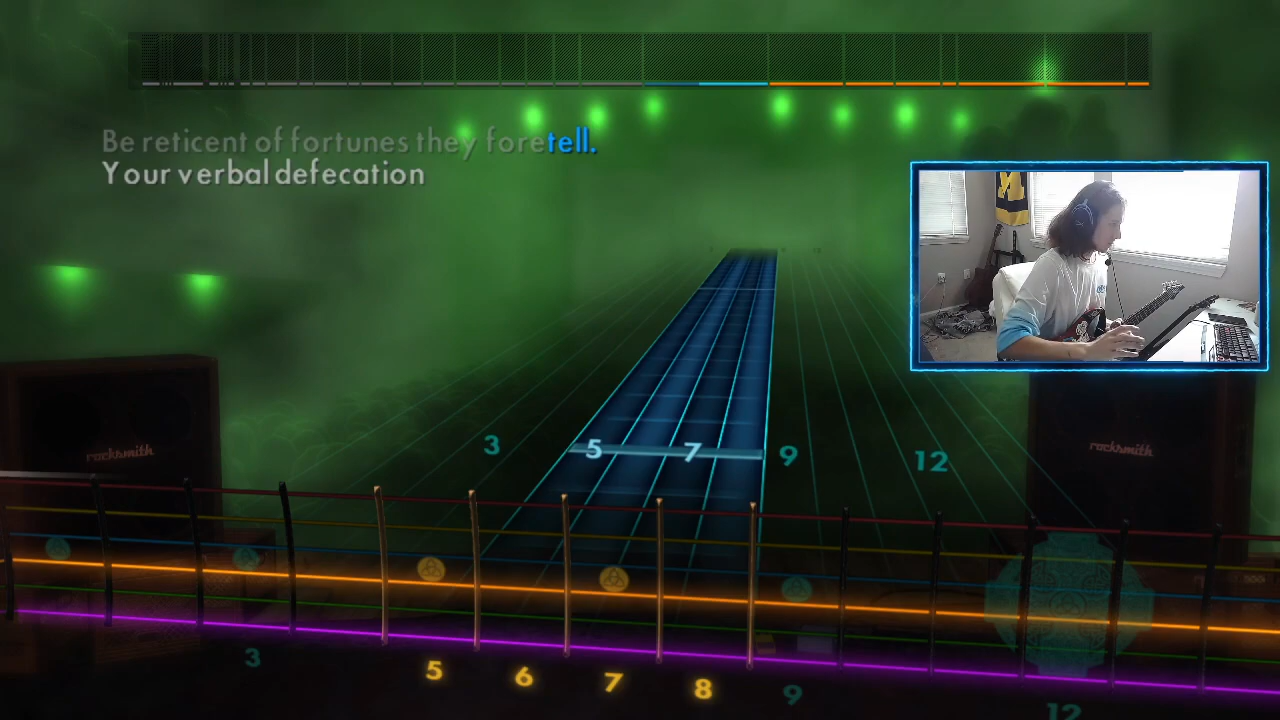 Be reticent of fortunes they foretell.
Your verbal defecation
rocksmith
rocksmith
3 5 7 9 12
3 5 6 7 8 9 12